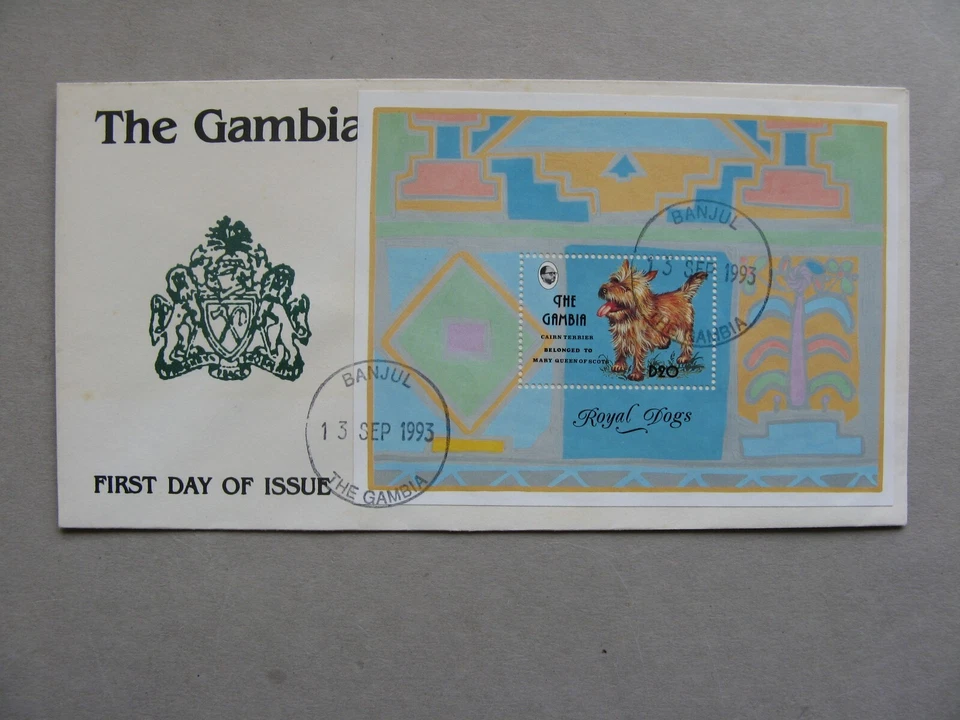 The Gambia
FIRST DAY OF ISSUE
BANJUL
13 SEP 1993
THE GAMBIA
THE
GAMBIA
CAIRN TERRIER
BELONGED TO
MARY QUEEN OF SCOTS
D20
Royal Dogs
BANJUL
13 SEP 1993
THE GAMBIA